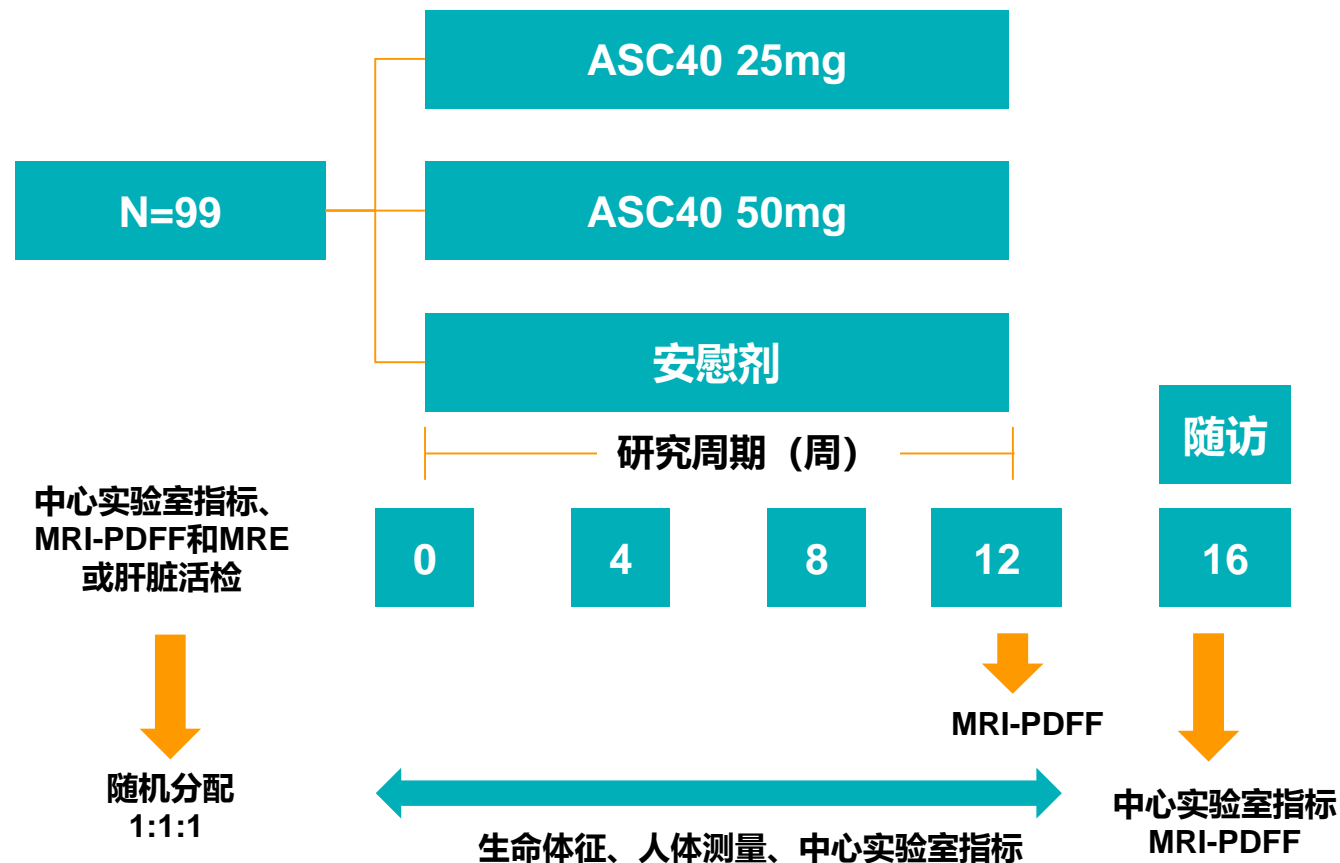 ASC40 25mg
N=99
ASC40 50mg
安慰剂
研究周期（周）
随访
中心实验室指标、
MRI-PDFF和MRE
或肝脏活检
0
4
8
12
16
MRI-PDFF
随机分配
1:1:1
生命体征、人体测量、中心实验室指标
中心实验室指标
MRI-PDFF